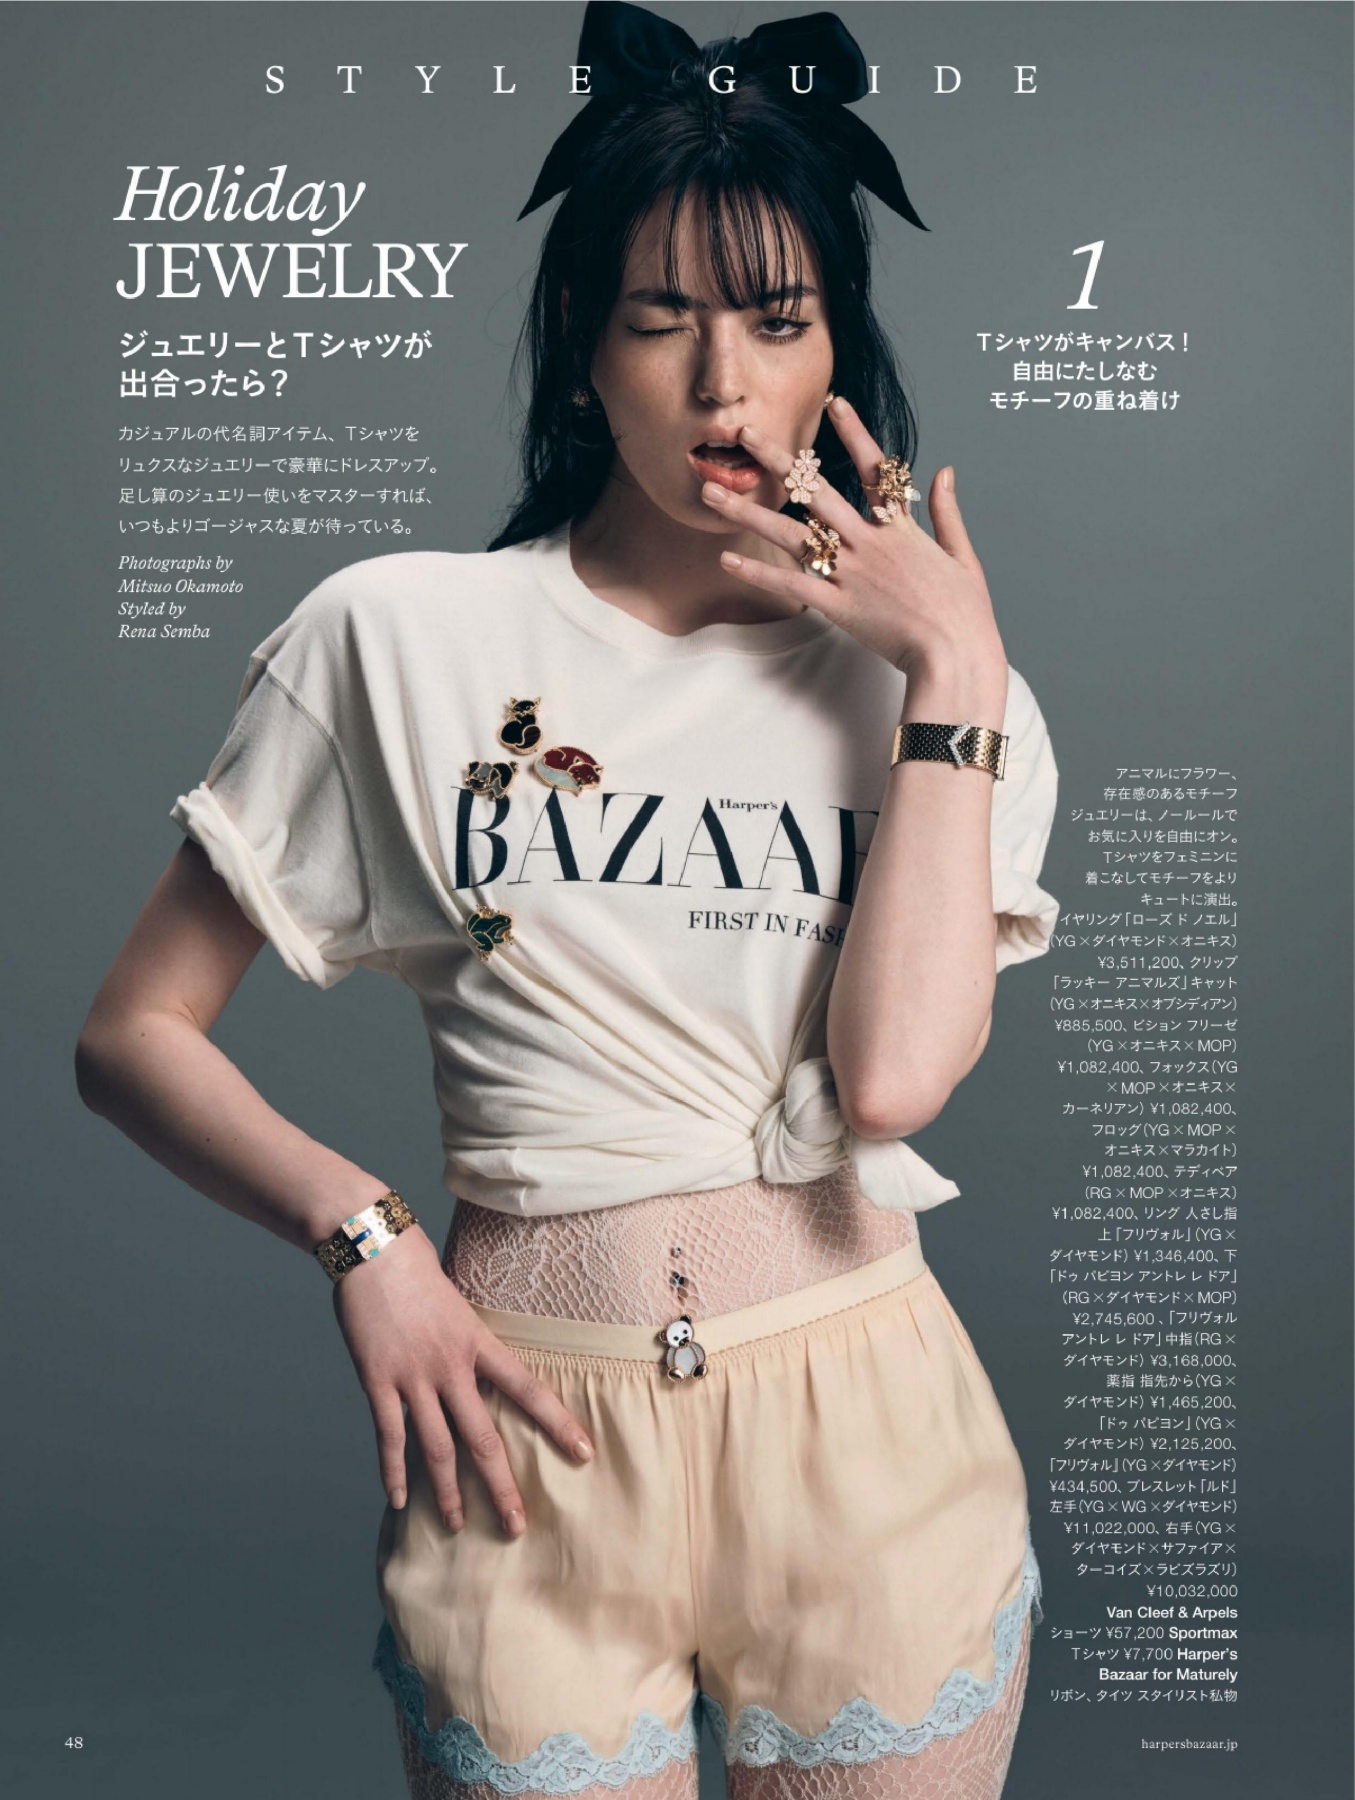 STYLE GUIDE
Holiday
JEWELRY
ジュエリーとTシャツが
出合ったら？
カジュアルの代名詞アイテム、Tシャツを
リュクスなジュエリーで豪華にドレスアップ。
足し算のジュエリー使いをマスターすれば、
いつもよりゴージャスな夏が待っている。
Photographs by
Mitsuo Okamoto
Styled by
Rena Semba
1
Tシャツがキャンバス！
自由にたしなむ
モチーフの重ね着け
Harper's
BAZAAR
FIRST IN FASH
アニマルにフラワー、
存在感のあるモチーフ
ジュエリーは、ノールールで
お気に入りを自由にオン。
Tシャツをフェミニンに
着こなしてモチーフをより
キュートに演出。
イヤリング「ローズ ド ノエル」
(YG×ダイヤモンド×オニキス)
¥3,511,200、クリップ
「ラッキー アニマルズ」キャット
(YG×オニキス×オブシディアン)
¥885,500、ビション フリーゼ
(YG×オニキス×MOP)
¥1,082,400、フォックス(YG
×MOP×オニキス×
カーネリアン) ¥1,082,400、
フロッグ(YG×MOP×
オニキス×マラカイト)
¥1,082,400、テディベア
(RG×MOP×オニキス)
¥1,082,400、リング 人さし指
上「フリヴォル」(YG×
ダイヤモンド) ¥1,346,400、下
「ドゥ パピヨン アントレ レ ドア」
(RG×ダイヤモンド×MOP)
¥2,745,600 、「フリヴォル
アントレ レ ドア」中指(RG×
ダイヤモンド) ¥3,168,000、
薬指 指先から(YG×
ダイヤモンド) ¥1,465,200、
「ドゥ パピヨン」(YG×
ダイヤモンド) ¥2,125,200、
「フリヴォル」(YG×ダイヤモンド)
¥434,500、ブレスレット「ルド」
左手(YG×WG×ダイヤモンド)
¥11,022,000、右手(YG×
ダイヤモンド×サファイア×
ターコイズ×ラピスラズリ)
¥10,032,000
Van Cleef & Arpels
ショーツ ¥57,200 Sportmax
Tシャツ ¥7,700 Harper's
Bazaar for Maturely
リボン、タイツ スタイリスト私物
48
harpersbazaar.jp